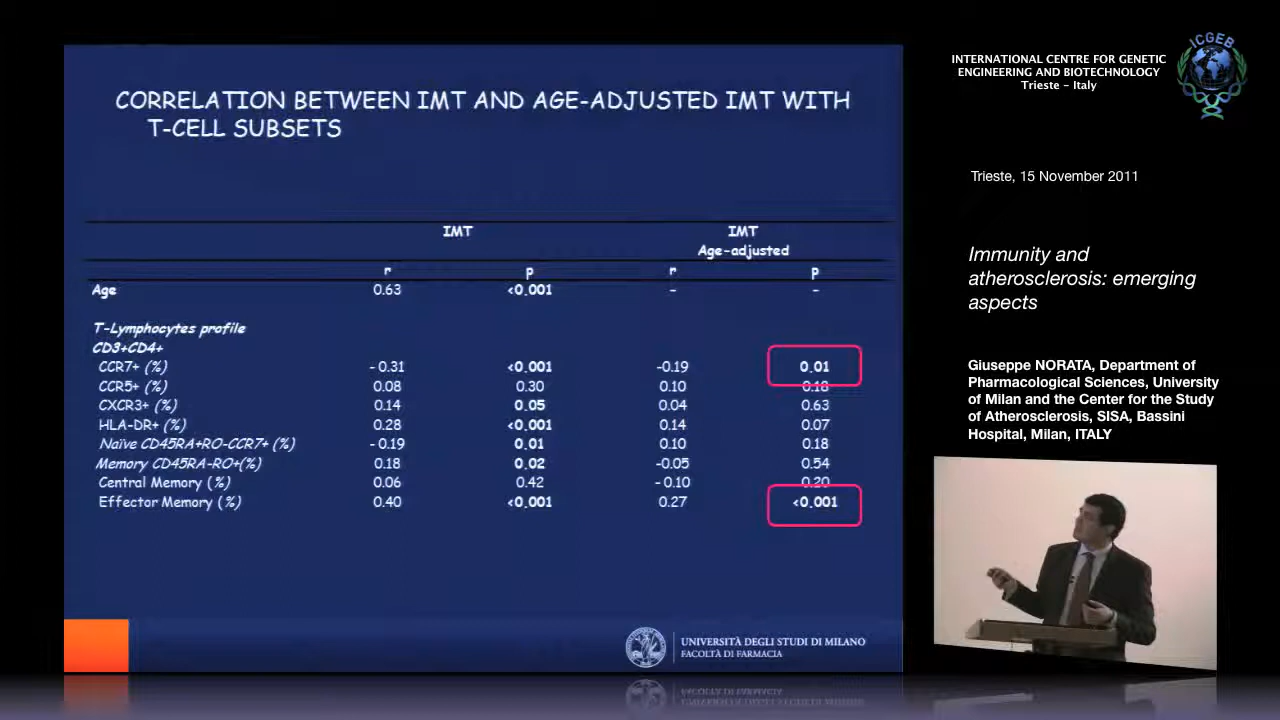 CORRELATION BETWEEN IMT AND AGE-ADJUSTED IMT WITH
T-CELL SUBSETS
IMT IMT
Age-adjusted
r p r p
Age 0.63 <0.001 - -
T-Lymphocytes profile
CD3+CD4+
CCR7+ (%) - 0.31 <0.001 -0.19 0.01
CCR5+ (%) 0.08 0.30 0.10 0.18
CXCR3+ (%) 0.14 0.05 0.04 0.63
HLA-DR+ (%) 0.28 <0.001 0.14 0.07
Naïve CD45RA+RO-CCR7+ (%) - 0.19 0.01 0.10 0.18
Memory CD45RA-RO+(%) 0.18 0.02 -0.05 0.54
Central Memory (%) 0.06 0.42 - 0.10 0.20
Effector Memory (%) 0.40 <0.001 0.27 <0.001
UNIVERSITÀ DEGLI STUDI DI MILANO
FACOLTÀ DI FARMACIA
INTERNATIONAL CENTRE FOR GENETIC
ENGINEERING AND BIOTECHNOLOGY
Trieste - Italy
ICGEB
Trieste, 15 November 2011
Immunity and
atherosclerosis: emerging
aspects
Giuseppe NORATA, Department of
Pharmacological Sciences, University
of Milan and the Center for the Study
of Atherosclerosis, SISA, Bassini
Hospital, Milan, ITALY